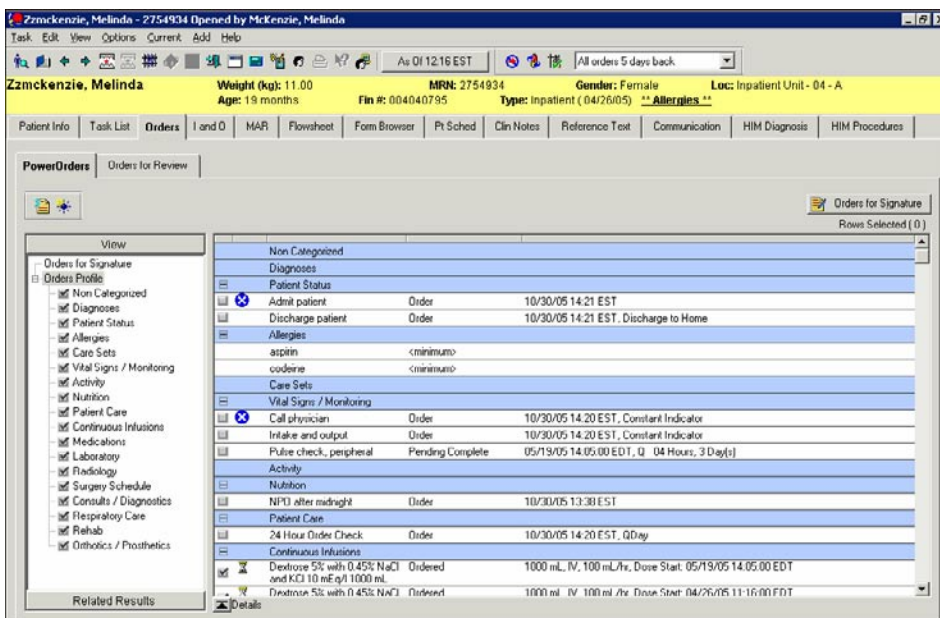 Zzmckenzie, Melinda - 2754934 Opened by McKenzie, Melinda
Task Edit View Options Current Add Help
As Of 12:16 EST All orders 5 days back
Zzmckenzie, Melinda Weight (kg): 11.00 MRN: 2754934 Gender: Female Loc: Inpatient Unit - 04 - A
Age: 19 months Fin #: 004040795 Type: Inpatient (04/26/05) ** Allergies **
Patient Info Task List Orders I and O MAR Flowsheet Form Browser Pt Sched Clin Notes Reference Text Communication HIM Diagnosis HIM Procedures
PowerOrders Orders for Review
Orders for Signature
Rows Selected ( 0 )
View
Orders for Signature
Orders Profile
Non Categorized
Diagnoses
Patient Status
Allergies
Care Sets
Vital Signs / Monitoring
Activity
Nutrition
Patient Care
Continuous Infusions
Medications
Laboratory
Radiology
Surgery Schedule
Consults / Diagnostics
Respiratory Care
Rehab
Orthotics / Prosthetics
Related Results
Non Categorized
Diagnoses
Patient Status
Admit patient Order 10/30/05 14:21 EST
Discharge patient Order 10/30/05 14:21 EST, Discharge to Home
Allergies
aspirin <minimum>
codeine <minimum>
Care Sets
Vital Signs / Monitoring
Call physician Order 10/30/05 14:20 EST, Constant Indicator
Intake and output Order 10/30/05 14:20 EST, Constant Indicator
Pulse check, peripheral Pending Complete 05/19/05 14:05:00 EDT, Q 04 Hours, 3 Day(s)
Activity
Nutrition
NPO after midnight Order 10/30/05 13:38 EST
Patient Care
24 Hour Order Check Order 10/30/05 14:20 EST, QDay
Continuous Infusions
Dextrose 5% with 0.45% NaCl Ordered 1000 mL, IV, 100 mL/hr, Dose Start: 05/19/05 14:05:00 EDT
and KCl 10 mEq/l 1000 mL
Dextrose 5% with 0.45% NaCl Ordered 1000 mL, IV, 100 mL/hr, Dose Start: 04/26/05 11:16:00 EDT
Details